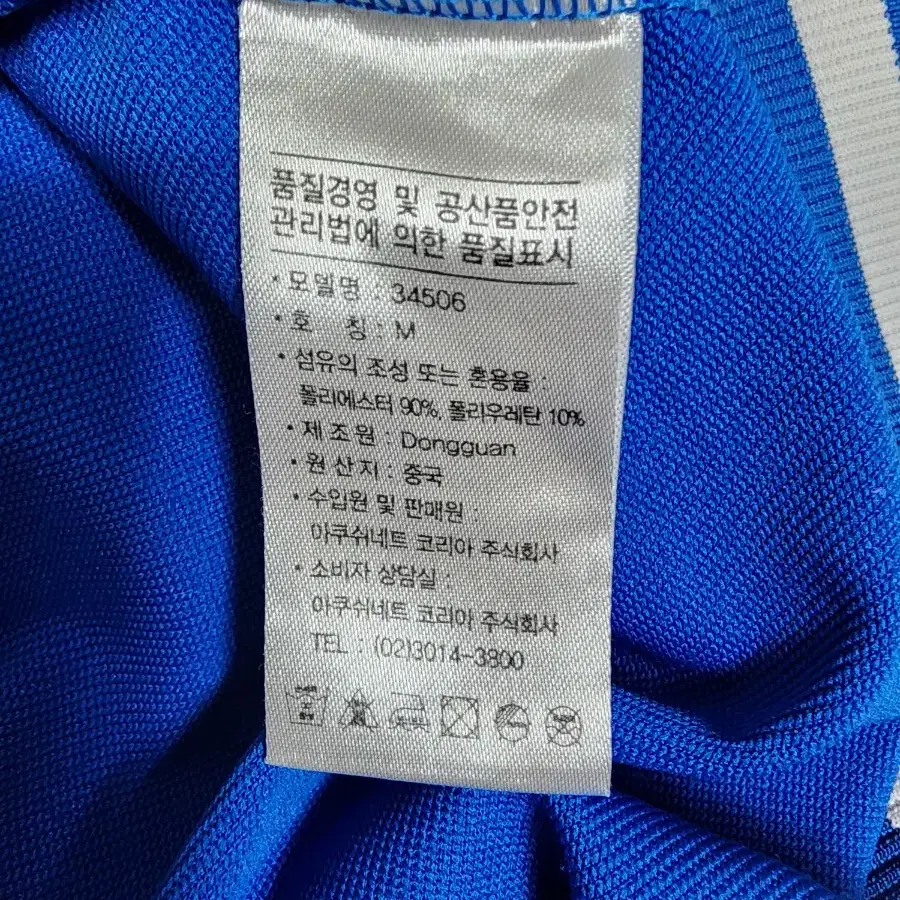 품질경영 및 공산품안전
관리법에 의한 품질표시
· 모델명 : 34506
· 호 칭 : M
· 섬유의 조성 또는 혼용율 :
폴리에스터 90%, 폴리우레탄 10%
· 제조원 : Dongguan
· 원산지 : 중국
· 수입원 및 판매원 :
아쿠쉬네트 코리아 주식회사
· 소비자 상담실 :
아쿠쉬네트 코리아 주식회사
TEL : (02)3014-3800